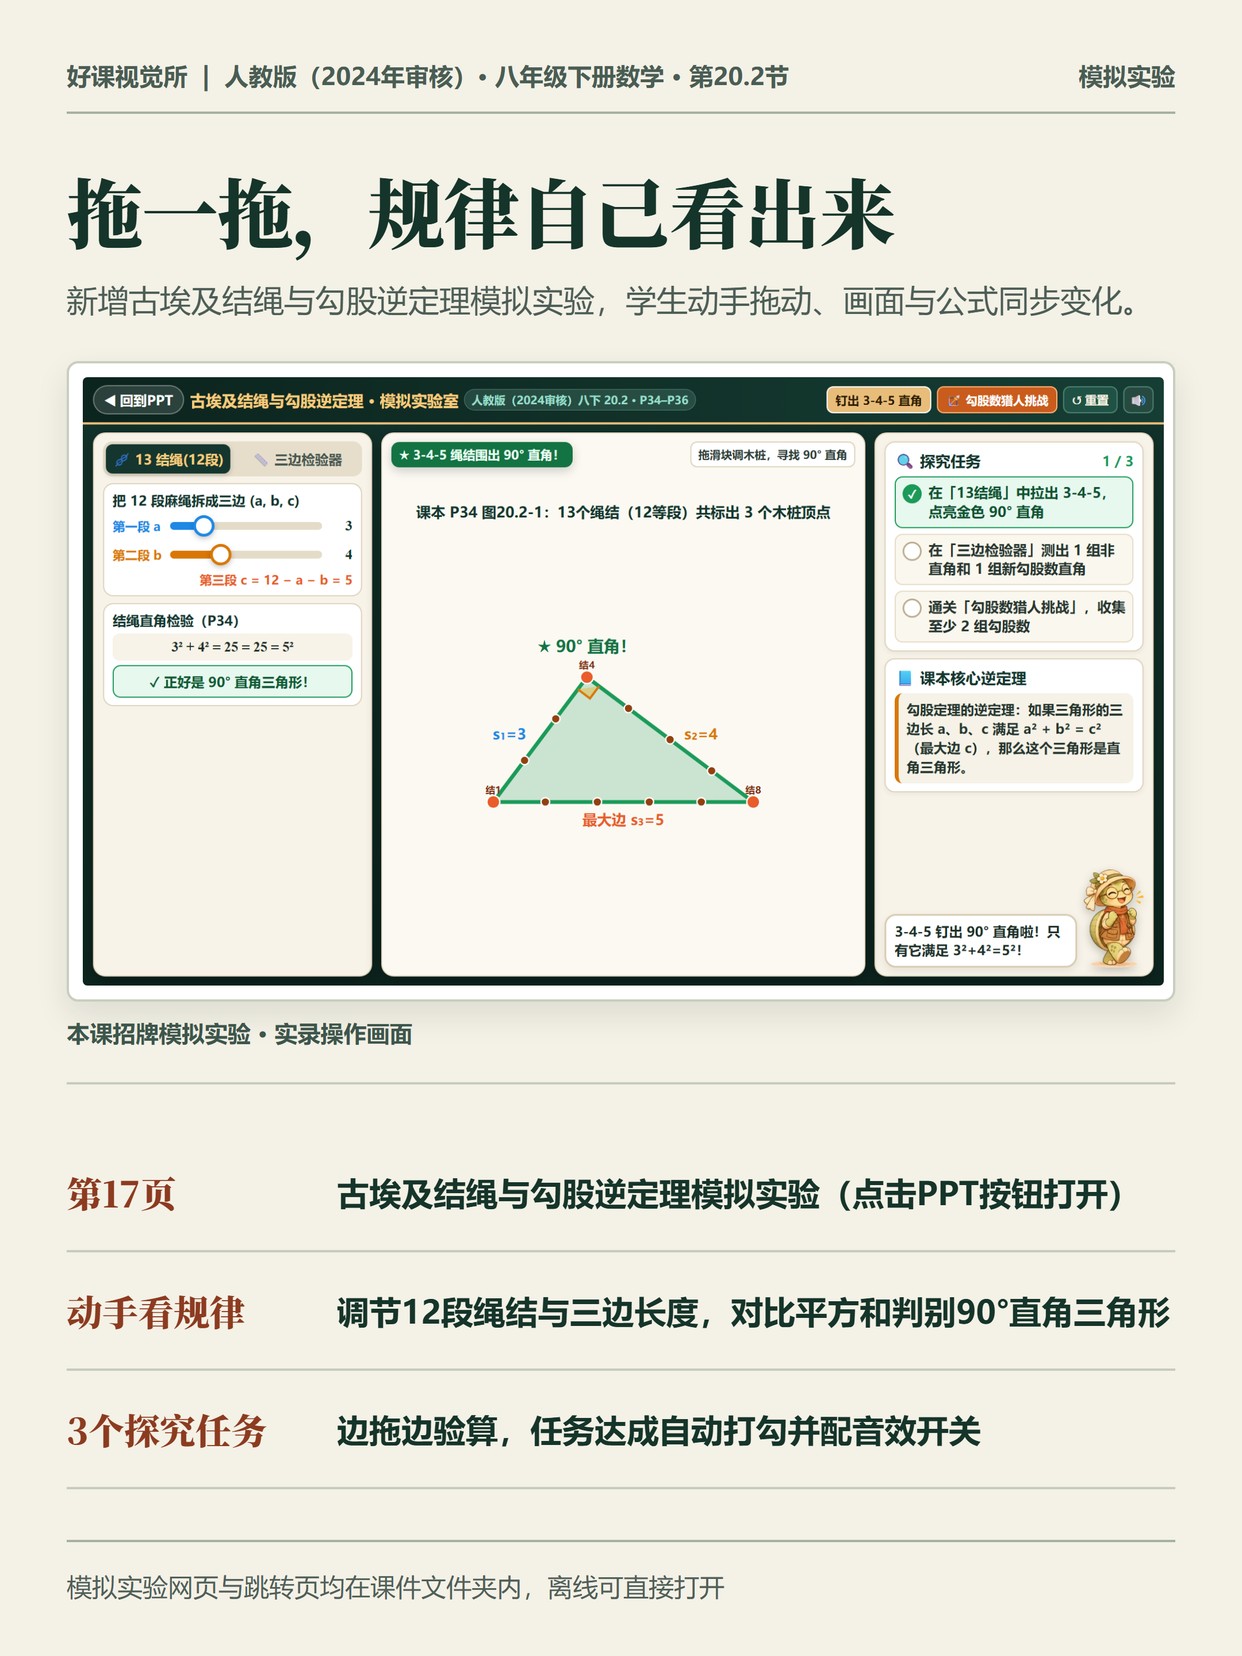 好课视觉所 | 人教版（2024年审核）• 八年级下册数学 • 第20.2节
模拟实验
拖一拖，规律自己看出来
新增古埃及结绳与勾股逆定理模拟实验，学生动手拖动、画面与公式同步变化。
◀ 回到PPT
古埃及结绳与勾股逆定理 • 模拟实验室
人教版（2024审核）八下 20.2 • P34–P36
钉出 3-4-5 直角
勾股数猎人挑战
↺ 重置
13 结绳(12段)
三边检验器
把 12 段麻绳拆成三边 (a, b, c)
第一段 a
3
第二段 b
4
第三段 c = 12 − a − b = 5
结绳直角检验（P34）
3² + 4² = 25 = 25 = 5²
✓ 正好是 90° 直角三角形！
★ 3-4-5 绳结围出 90° 直角！
拖滑块调木桩，寻找 90° 直角
课本 P34 图20.2-1：13个绳结（12等段）共标出 3 个木桩顶点
★ 90° 直角！
结4
s₁=3
s₂=4
结1
结8
最大边 s₃=5
探究任务
1 / 3
在「13结绳」中拉出 3-4-5，
点亮金色 90° 直角
在「三边检验器」测出 1 组非
直角和 1 组新勾股数直角
通关「勾股数猎人挑战」，收集
至少 2 组勾股数
课本核心逆定理
勾股定理的逆定理：如果三角形的三
边长 a、b、c 满足 a² + b² = c²
（最大边 c），那么这个三角形是直
角三角形。
3-4-5 钉出 90° 直角啦！只
有它满足 3²+4²=5²！
本课招牌模拟实验 • 实录操作画面
第17页
古埃及结绳与勾股逆定理模拟实验（点击PPT按钮打开）
动手看规律
调节12段绳结与三边长度，对比平方和判别90°直角三角形
3个探究任务
边拖边验算，任务达成自动打勾并配音效开关
模拟实验网页与跳转页均在课件文件夹内，离线可直接打开